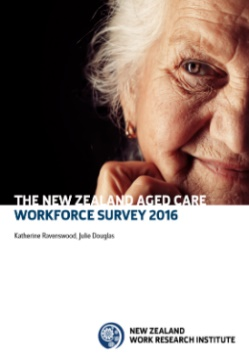 THE NEW ZEALAND AGED CARE
WORKFORCE SURVEY 2016
Katherine Ravenswood, Julie Douglas
NEW ZEALAND
WORK RESEARCH INSTITUTE